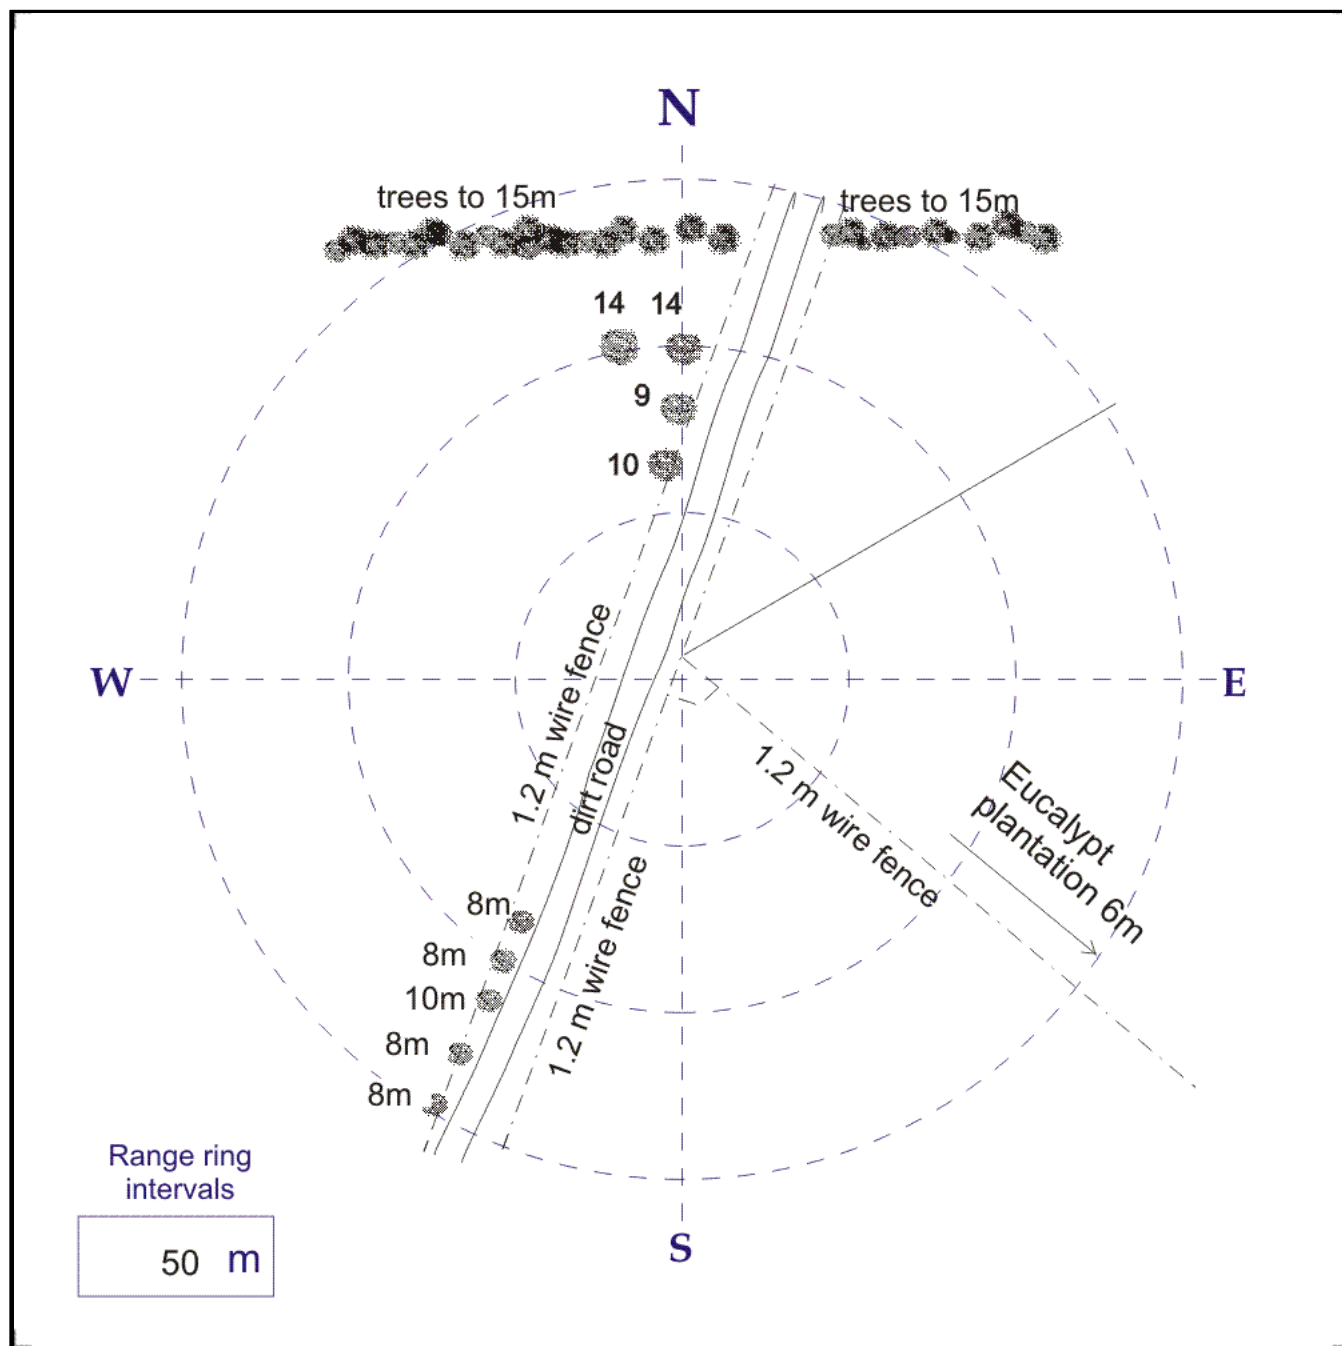 N
trees to 15m
trees to 15m
14
14
9
10
W
E
1.2 m wire fence
dirt road
1.2 m wire fence
1.2 m wire fence
Eucalypt
plantation 6m
8m
8m
10m
8m
8m
Range ring
intervals
50 m
S